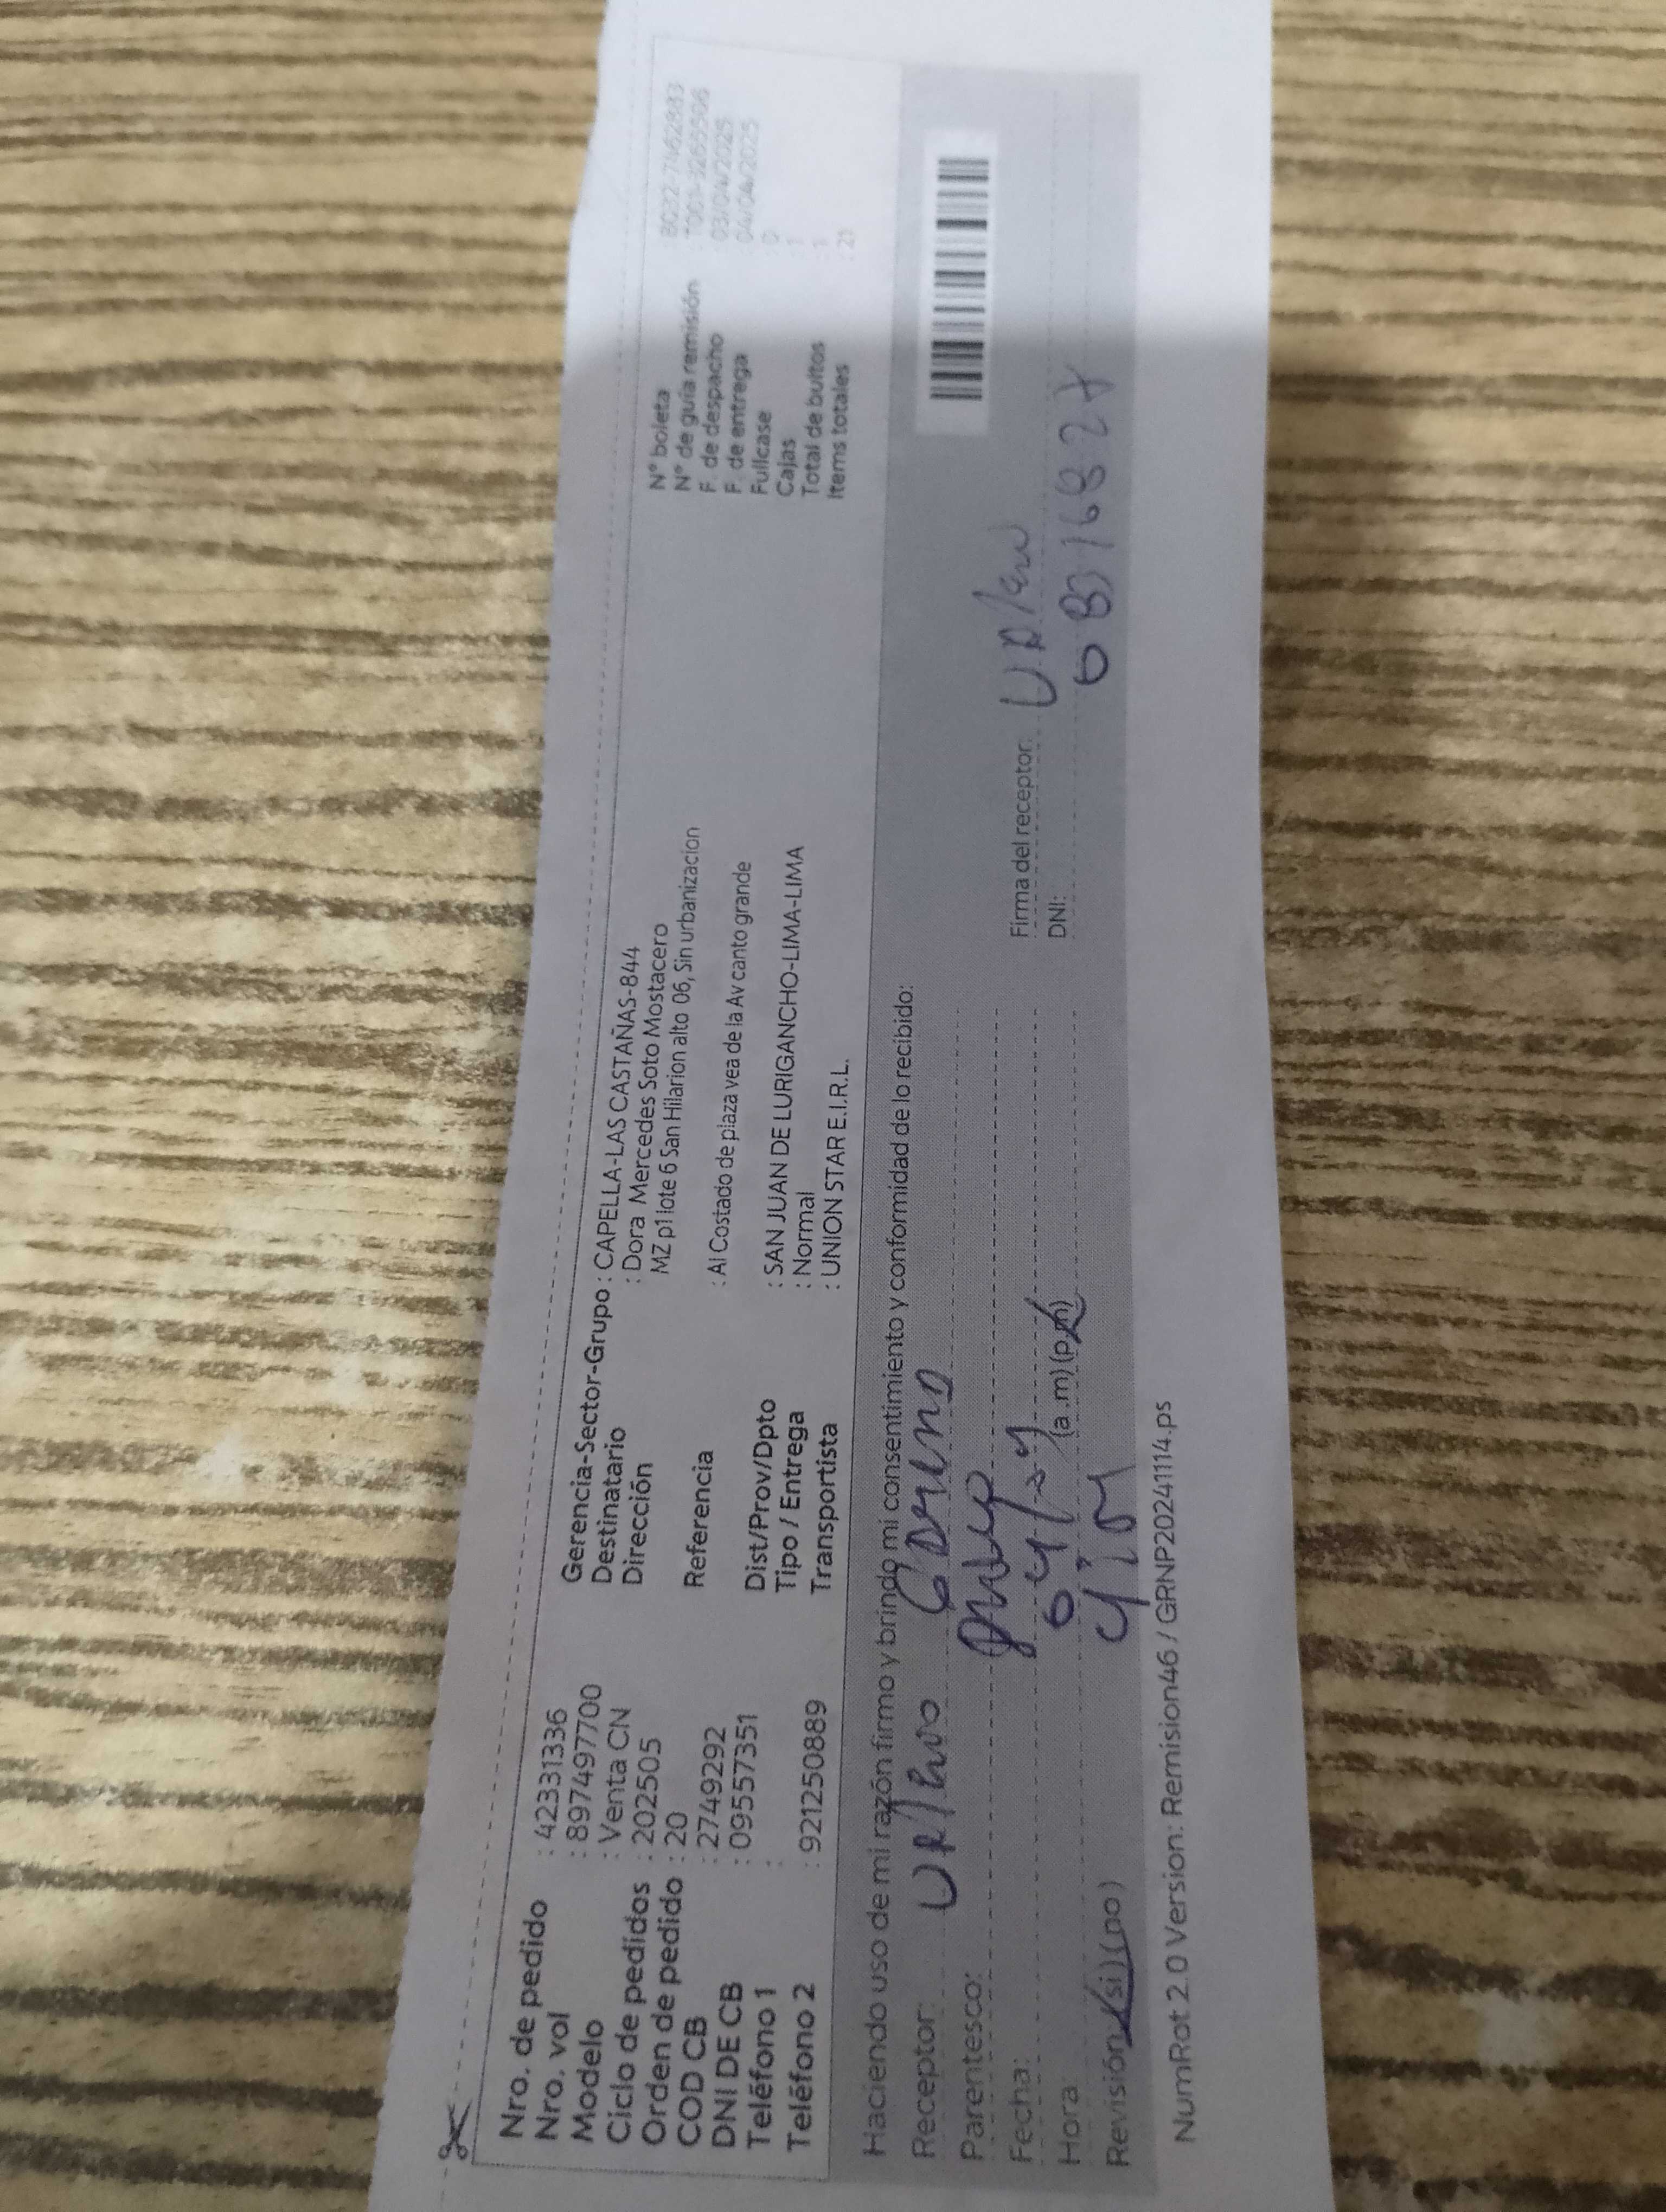 Nro. de pedido : 42331336
Nro. vol : 897497700
Modelo : Venta CN
Ciclo de pedidos : 202505
Orden de pedido : 20
COD CB : 2749292
DNI DE CB : 09557351
Teléfono 1 :
Teléfono 2 : 921250889
Gerencia-Sector-Grupo : CAPELLA-LAS CASTAÑAS-844
Destinatario : Dora Mercedes Soto Mostacero
Dirección MZ p1 lote 6 San Hilarion alto 06, Sin urbanizacion
Referencia : Al Costado de plaza vea de la Av canto grande
Dist/Prov/Dpto : SAN JUAN DE LURIGANCHO-LIMA-LIMA
Tipo / Entrega : Normal
Transportista : UNION STAR E.I.R.L.
N° boleta
N° de guía remisión
F. de despacho : 03/04/2025
F. de entrega : 04/04/2025
Fullcase : 0
Cajas : 1
Total de bultos : 1
Items totales : 21
Haciendo uso de mi razón firmo y brindo mi consentimiento y conformidad de lo recibido:
Receptor:
Parentesco:
Fecha:
Hora (a.m) (p.m)
Revisión (si) (no)
Firma del receptor:
DNI:
NumRot 2.0 Version: Remision46 / GRNP20241114.ps